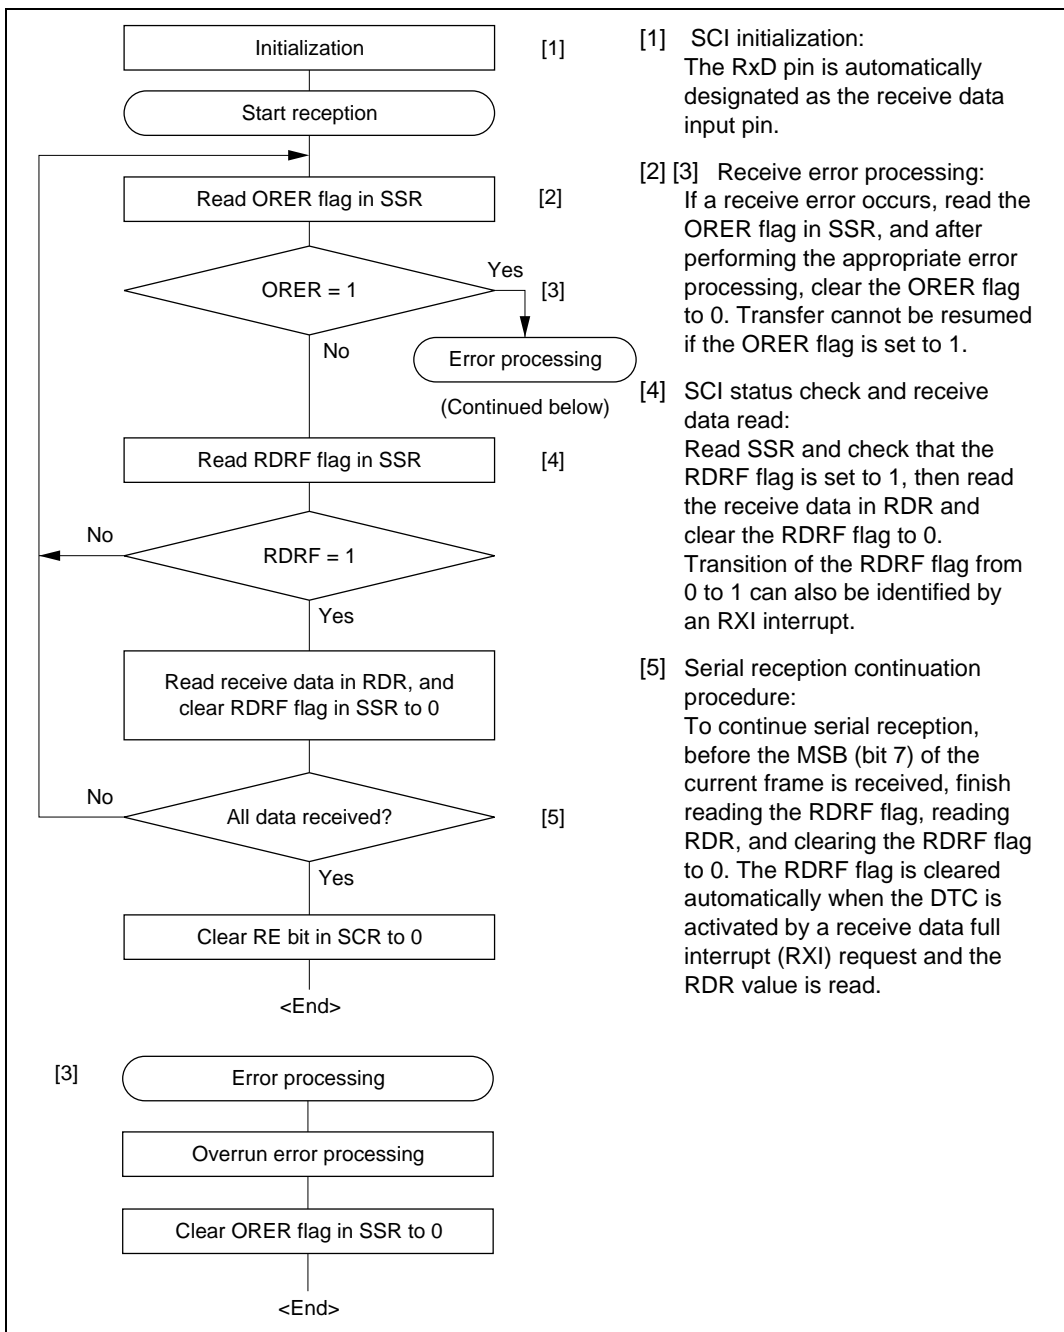 Initialization
[1]
Start reception
Read ORER flag in SSR
[2]
ORER = 1
Yes
[3]
No
Error processing
(Continued below)
Read RDRF flag in SSR
[4]
No
RDRF = 1
Yes
Read receive data in RDR, and
clear RDRF flag in SSR to 0
No
All data received?
[5]
Yes
Clear RE bit in SCR to 0
<End>
[3]
Error processing
Overrun error processing
Clear ORER flag in SSR to 0
<End>
[1] SCI initialization:
The RxD pin is automatically
designated as the receive data
input pin.
[2] [3] Receive error processing:
If a receive error occurs, read the
ORER flag in SSR, and after
performing the appropriate error
processing, clear the ORER flag
to 0. Transfer cannot be resumed
if the ORER flag is set to 1.
[4] SCI status check and receive
data read:
Read SSR and check that the
RDRF flag is set to 1, then read
the receive data in RDR and
clear the RDRF flag to 0.
Transition of the RDRF flag from
0 to 1 can also be identified by
an RXI interrupt.
[5] Serial reception continuation
procedure:
To continue serial reception,
before the MSB (bit 7) of the
current frame is received, finish
reading the RDRF flag, reading
RDR, and clearing the RDRF flag
to 0. The RDRF flag is cleared
automatically when the DTC is
activated by a receive data full
interrupt (RXI) request and the
RDR value is read.